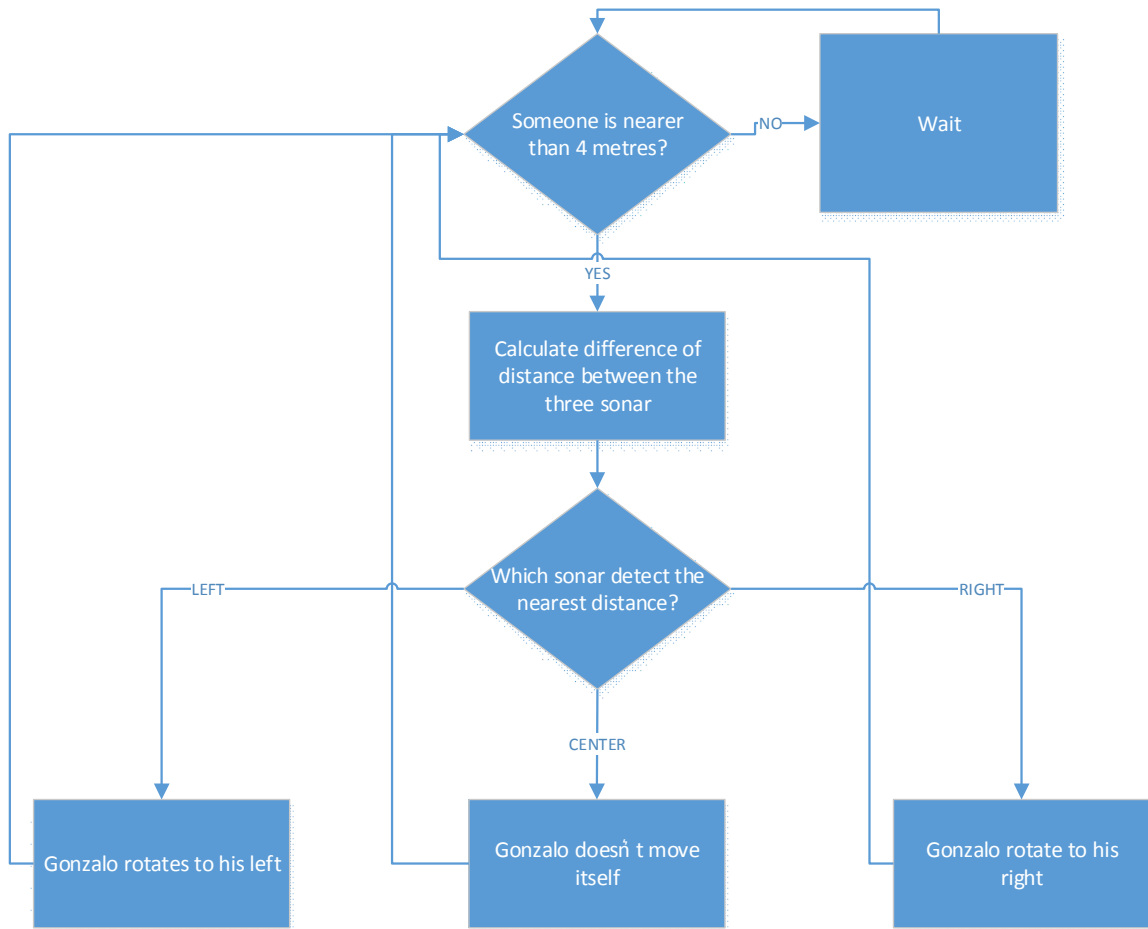 Someone is nearer
than 4 metres?
NO
Wait
YES
Calculate difference of
distance between the
three sonar
Which sonar detect the
nearest distance?
LEFT
RIGHT
CENTER
Gonzalo rotates to his left
Gonzalo doesn't move
itself
Gonzalo rotate to his
right